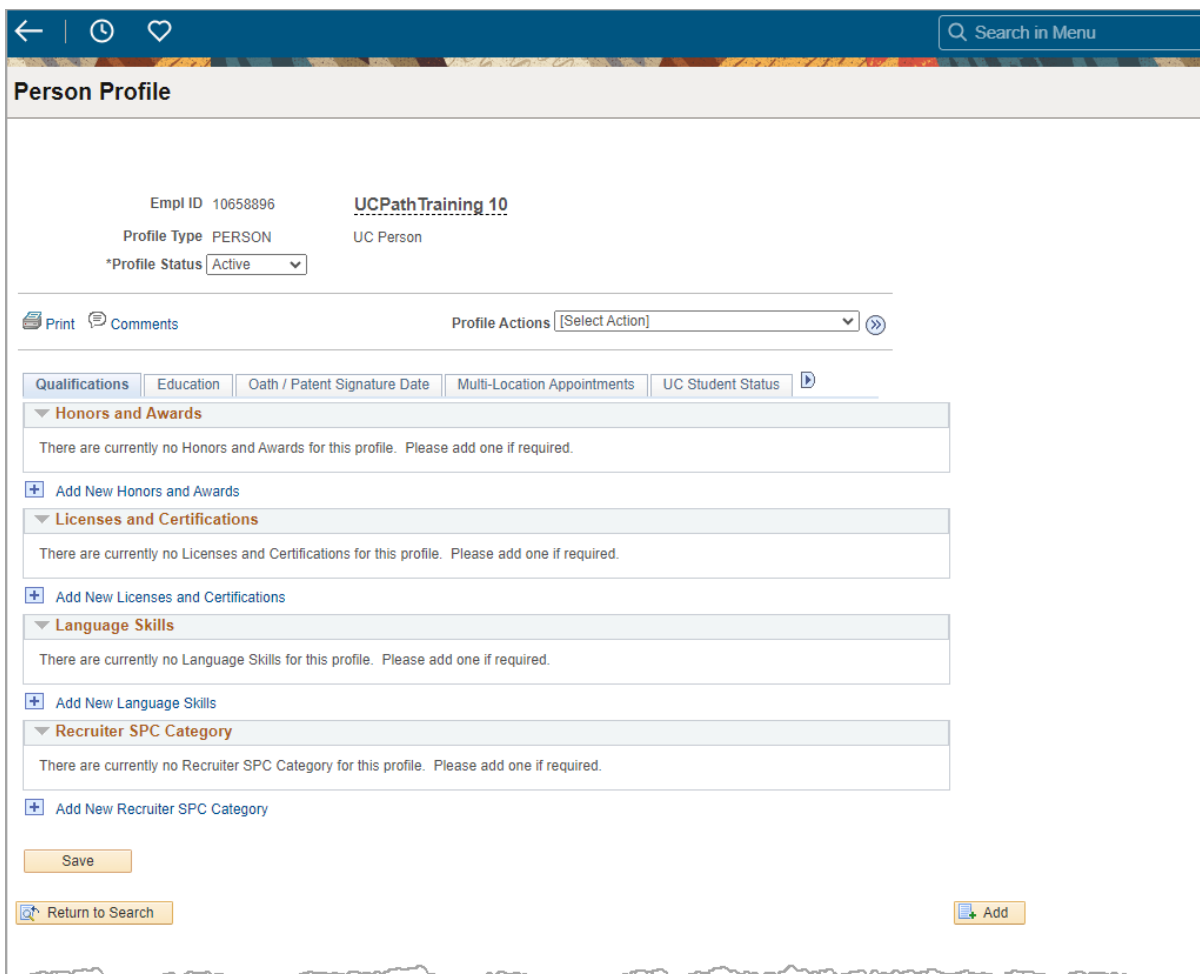 Search in Menu
Person Profile
Empl ID 10658896 UCPathTraining 10
Profile Type PERSON UC Person
*Profile Status Active
Print Comments Profile Actions [Select Action]
Qualifications Education Oath / Patent Signature Date Multi-Location Appointments UC Student Status
Honors and Awards
There are currently no Honors and Awards for this profile. Please add one if required.
Add New Honors and Awards
Licenses and Certifications
There are currently no Licenses and Certifications for this profile. Please add one if required.
Add New Licenses and Certifications
Language Skills
There are currently no Language Skills for this profile. Please add one if required.
Add New Language Skills
Recruiter SPC Category
There are currently no Recruiter SPC Category for this profile. Please add one if required.
Add New Recruiter SPC Category
Save
Return to Search Add